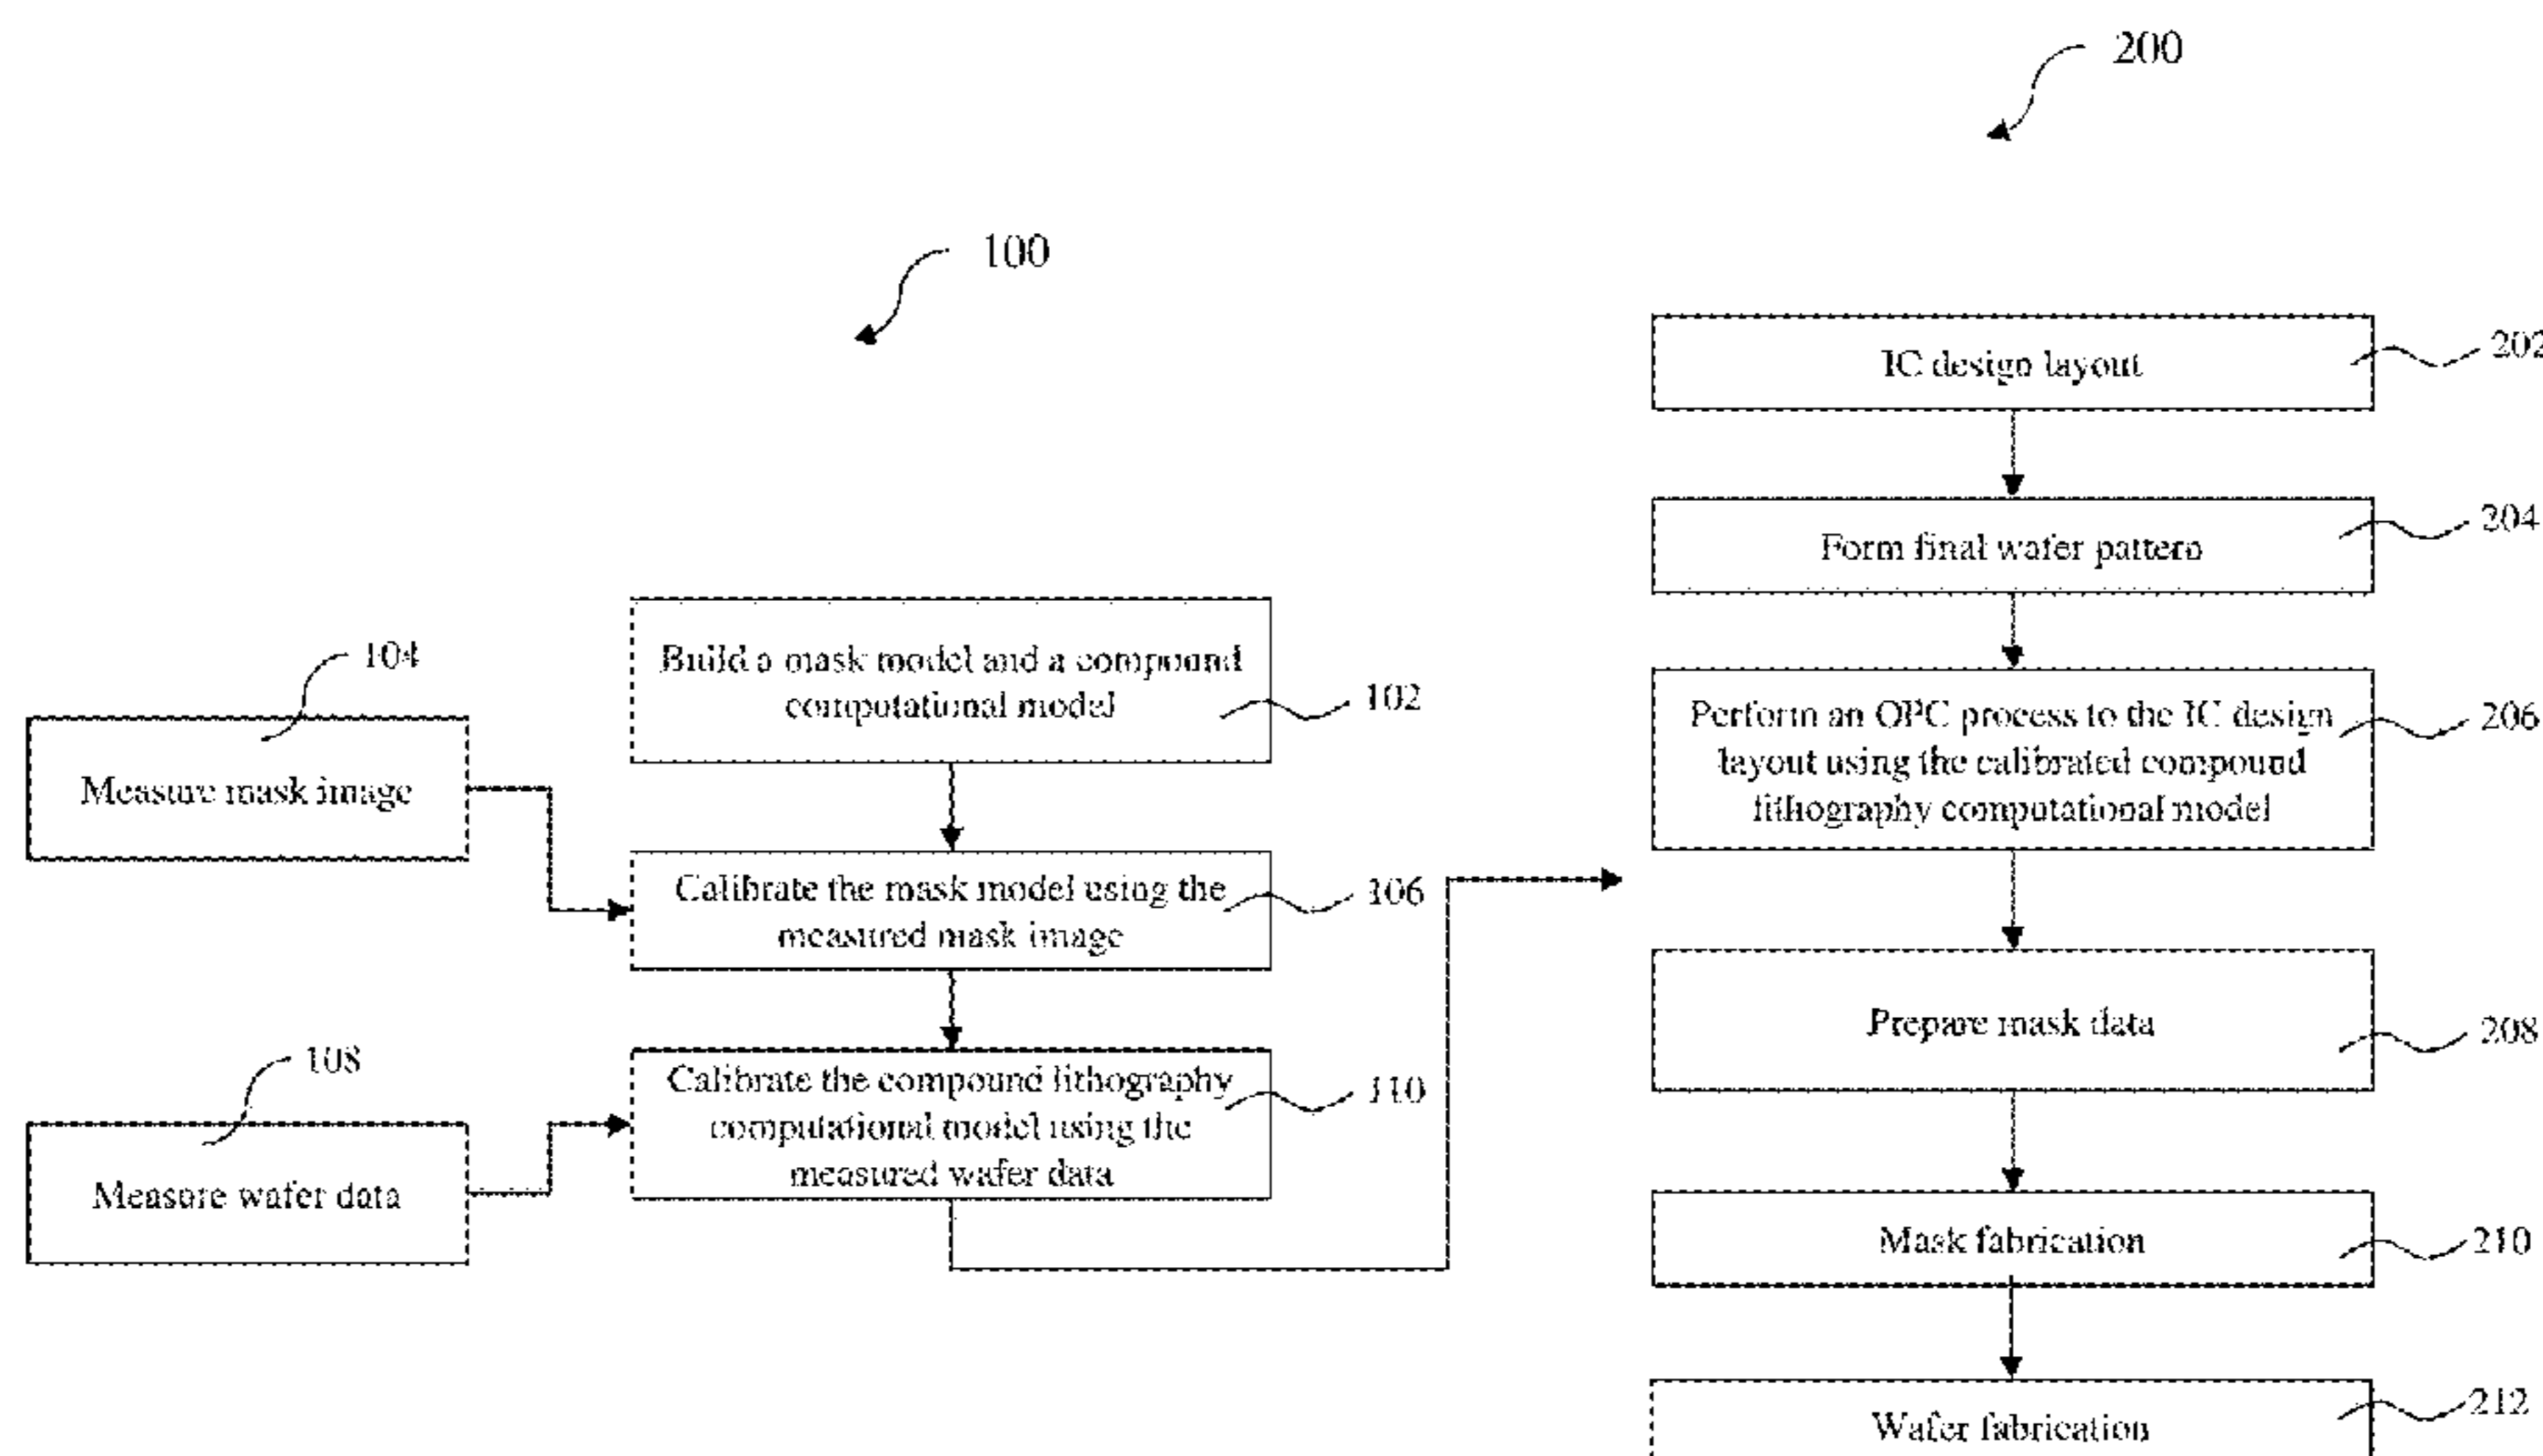 200
100
104
Measure mask image
108
Measure wafer data
Build a mask model and a compound
computational model
102
Calibrate the mask model using the
measured mask image
106
Calibrate the compound lithography
computational model using the
measured wafer data
110
IC design layout
202
Form final wafer pattern
204
Perform an OPC process to the IC design
layout using the calibrated compound
lithography computational model
206
Prepare mask data
208
Mask fabrication
210
Wafer fabrication
212